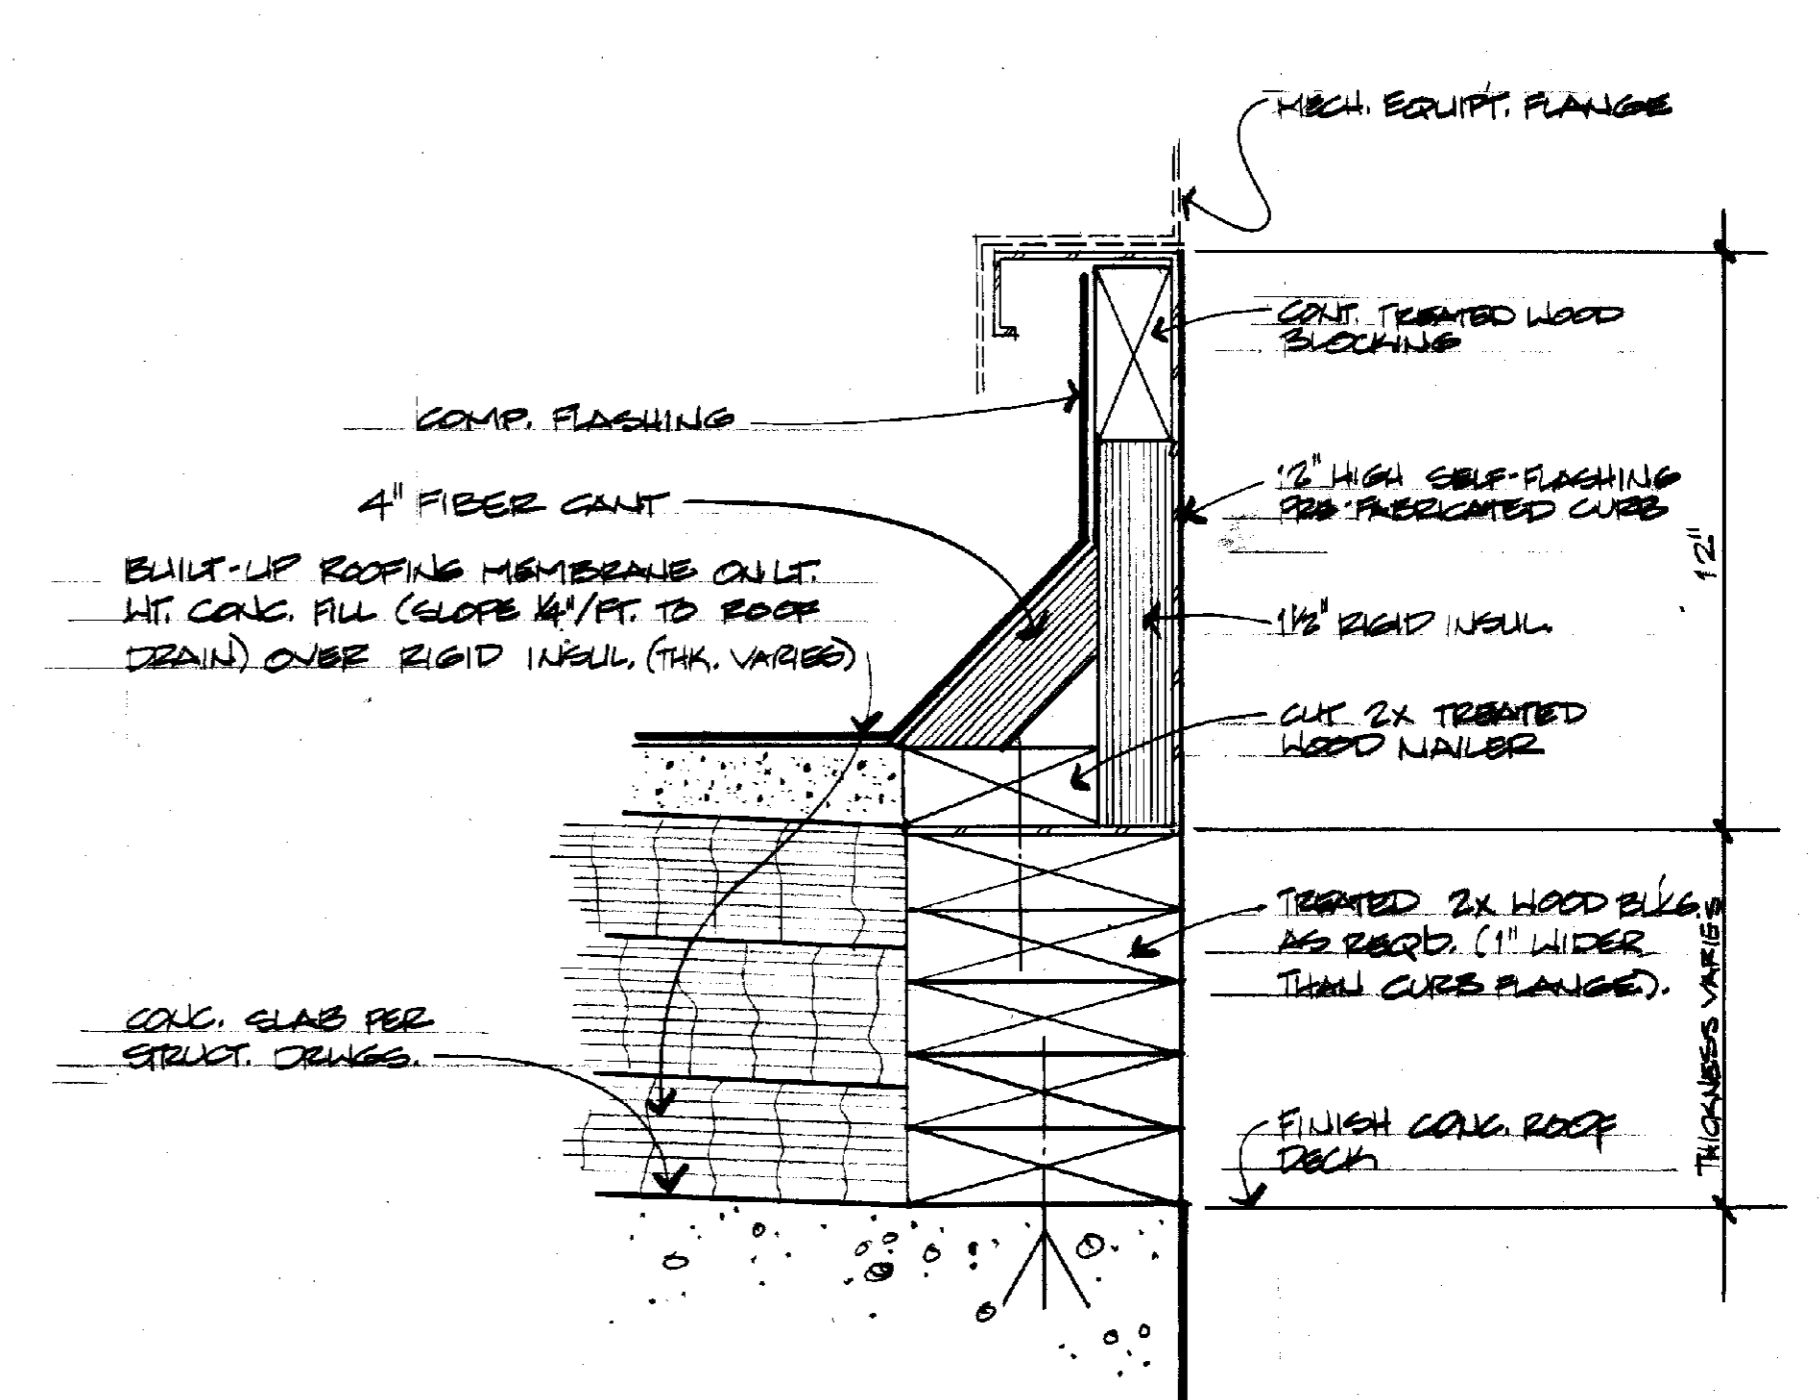 MECH. EQUIPT. FLANGE
CONT. TREATED WOOD
BLOCKING
COMP. FLASHING
12" HIGH SELF-FLASHING
PRE-FABRICATED CURB
4" FIBER CANT
12"
BUILT-UP ROOFING MEMBRANE ON LT.
WT. CONC. FILL (SLOPE 1/4"/FT. TO ROOF
DRAIN) OVER RIGID INSUL. (THK. VARIES)
1½" RIGID INSUL.
CUT 2X TREATED
WOOD NAILER
TREATED 2X WOOD BLKG.
AS REQ'D. (1" WIDER
THAN CURB FLANGE).
THICKNESS VARIES
CONC. SLAB PER
STRUCT. DRWGS.
FINISH CONC. ROOF
DECK